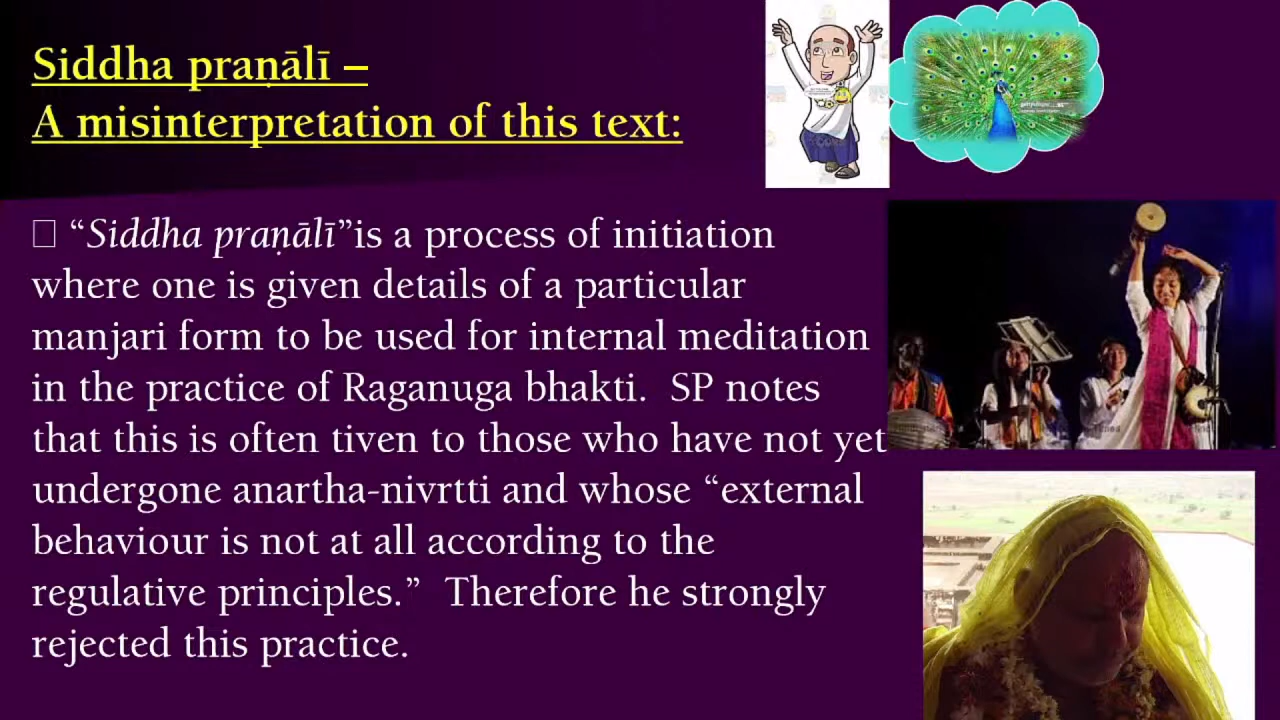 Siddha praṇālī –
A misinterpretation of this text:
□ “Siddha praṇālī”is a process of initiation
where one is given details of a particular
manjari form to be used for internal meditation
in the practice of Raganuga bhakti.  SP notes
that this is often tiven to those who have not yet
undergone anartha-nivrtti and whose “external
behaviour is not at all according to the
regulative principles.”  Therefore he strongly
rejected this practice.